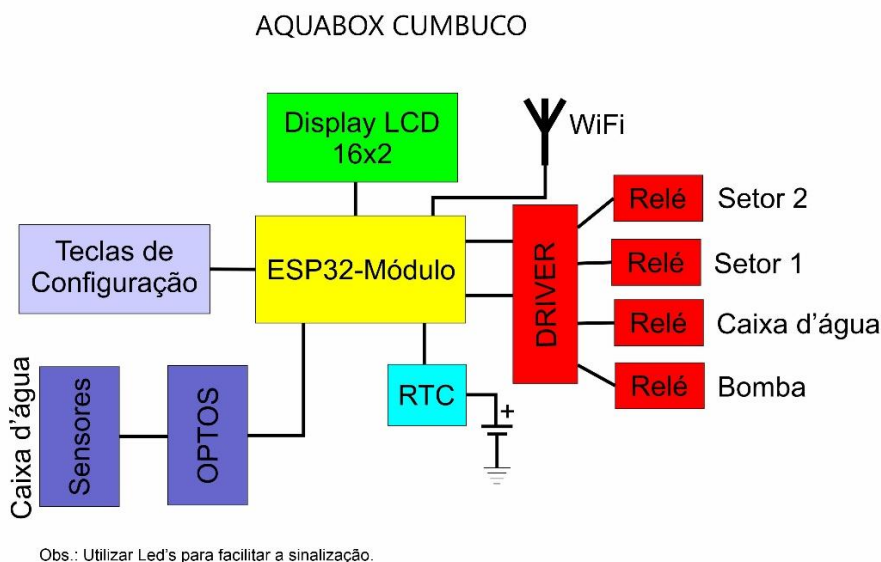 AQUABOX CUMBUCO
Display LCD
16x2
WiFi
Teclas de
Configuração
ESP32-Módulo
DRIVER
Relé
Setor 2
Relé
Setor 1
Relé
Caixa d'água
Relé
Bomba
RTC
+
Caixa d'água
Sensores
OPTOS
Obs.: Utilizar Led's para facilitar a sinalização.